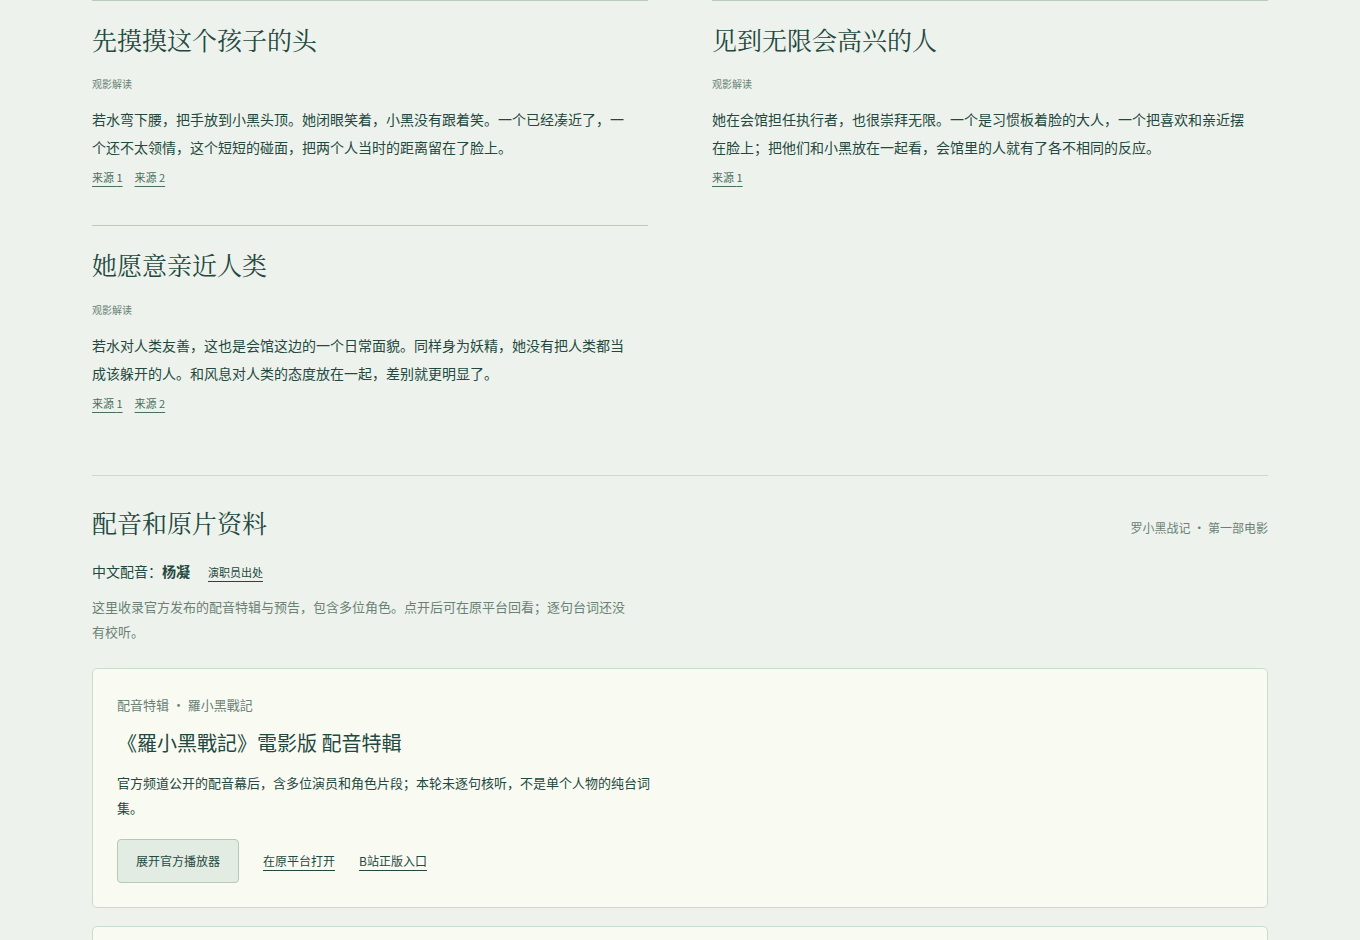 先摸摸这个孩子的头
观影解读
若水弯下腰，把手放到小黑头顶。她闭眼笑着，小黑没有跟着笑。一个已经凑近了，一
个还不太领情，这个短短的碰面，把两个人当时的距离留在了脸上。
来源 1 来源 2
见到无限会高兴的人
观影解读
她在会馆担任执行者，也很崇拜无限。一个是习惯板着脸的大人，一个把喜欢和亲近摆
在脸上；把他们和小黑放在一起看，会馆里的人就有了各不相同的反应。
来源 1
她愿意亲近人类
观影解读
若水对人类友善，这也是会馆这边的一个日常面貌。同样身为妖精，她没有把人类都当
成该躲开的人。和风息对人类的态度放在一起，差别就更明显了。
来源 1 来源 2
配音和原片资料
罗小黑战记 · 第一部电影
中文配音：杨凝 演职员出处
这里收录官方发布的配音特辑与预告，包含多位角色。点开后可在原平台回看；逐句台词还没
有校听。
配音特辑 · 羅小黑戰記
《羅小黑戰記》電影版 配音特輯
官方频道公开的配音幕后，含多位演员和角色片段；本轮未逐句核听，不是单个人物的纯台词
集。
展开官方播放器 在原平台打开 B站正版入口